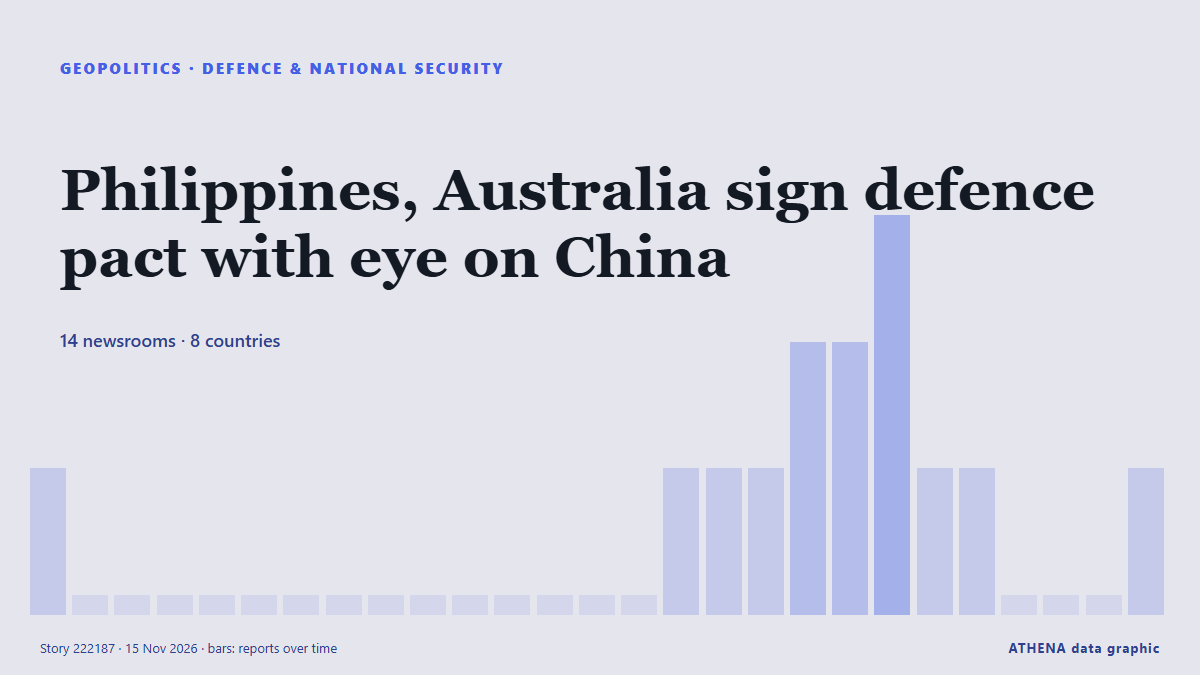 GEOPOLITICS · DEFENCE & NATIONAL SECURITY
Philippines, Australia sign defence
pact with eye on China
14 newsrooms · 8 countries
Story 222187 · 15 Nov 2026 · bars: reports over time
ATHENA data graphic